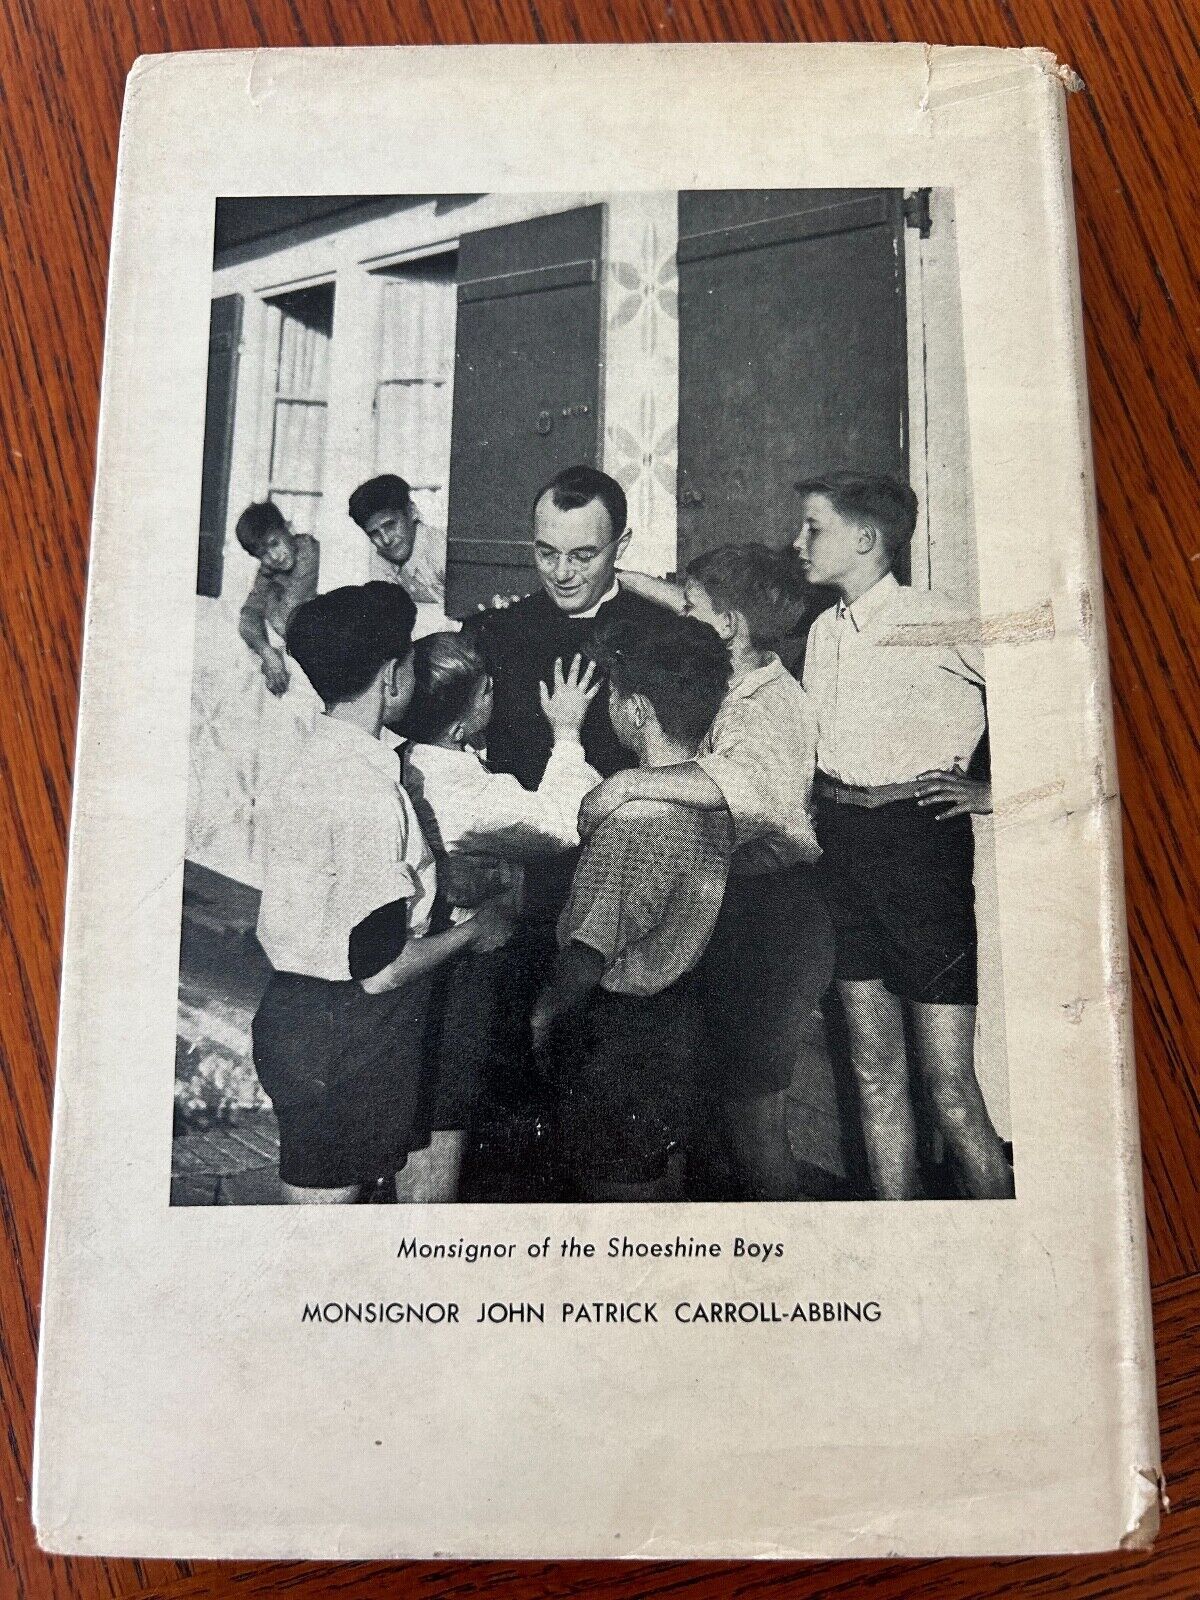 Monsignor of the Shoeshine Boys
MONSIGNOR JOHN PATRICK CARROLL-ABBING